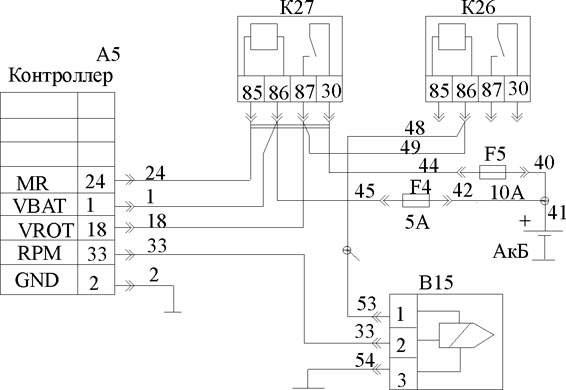 К27
К26
А5
Контроллер
85 86 87 30
85 86 87 30
48
49
44
F5
40
10А
45
F4
42
5А
41
+
АкБ
MR 24 24
VBAT 1 1
VROT 18 18
RPM 33 33
GND 2 2
В15
53 1
33 2
54 3